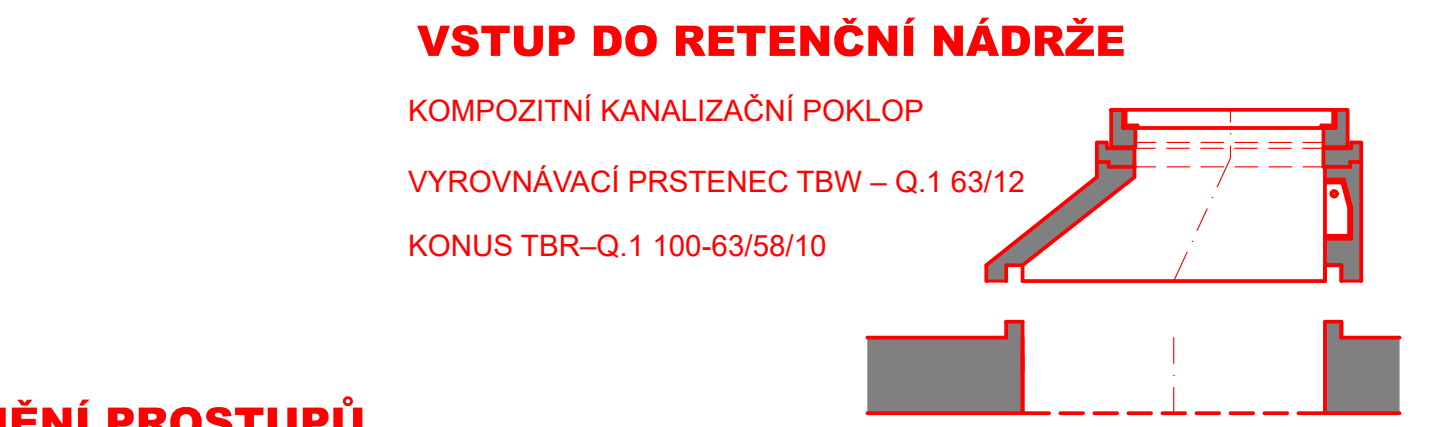 VSTUP DO RETENČNÍ NÁDRŽE
KOMPOZITNÍ KANALIZAČNÍ POKLOP
VYROVNÁVACÍ PRSTENEC TBW – Q.1 63/12
KONUS TBR–Q.1 100-63/58/10
PROSTUPŮ